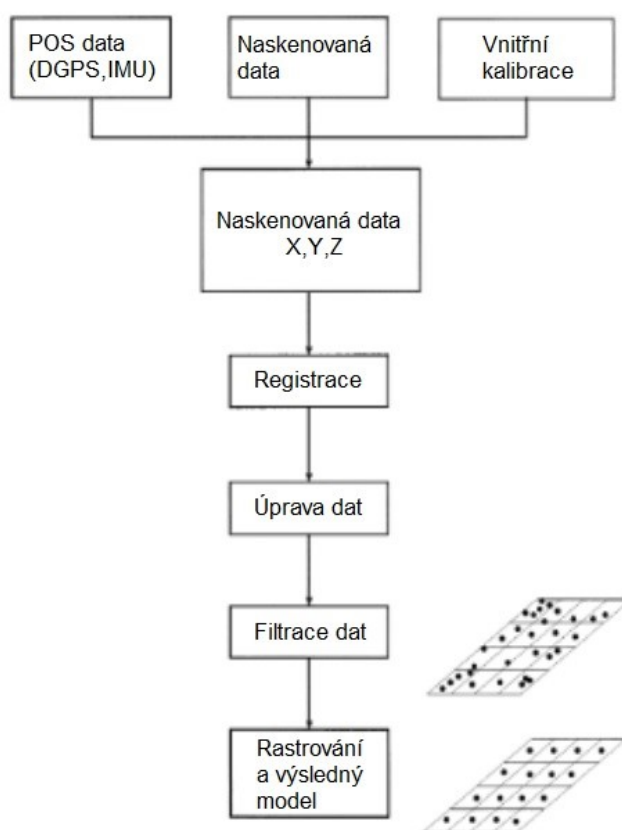 POS data
(DGPS,IMU)
Naskenovaná
data
Vnitřní
kalibrace
Naskenovaná data
X,Y,Z
Registrace
Úprava dat
Filtrace dat
Rastrování
a výsledný
model